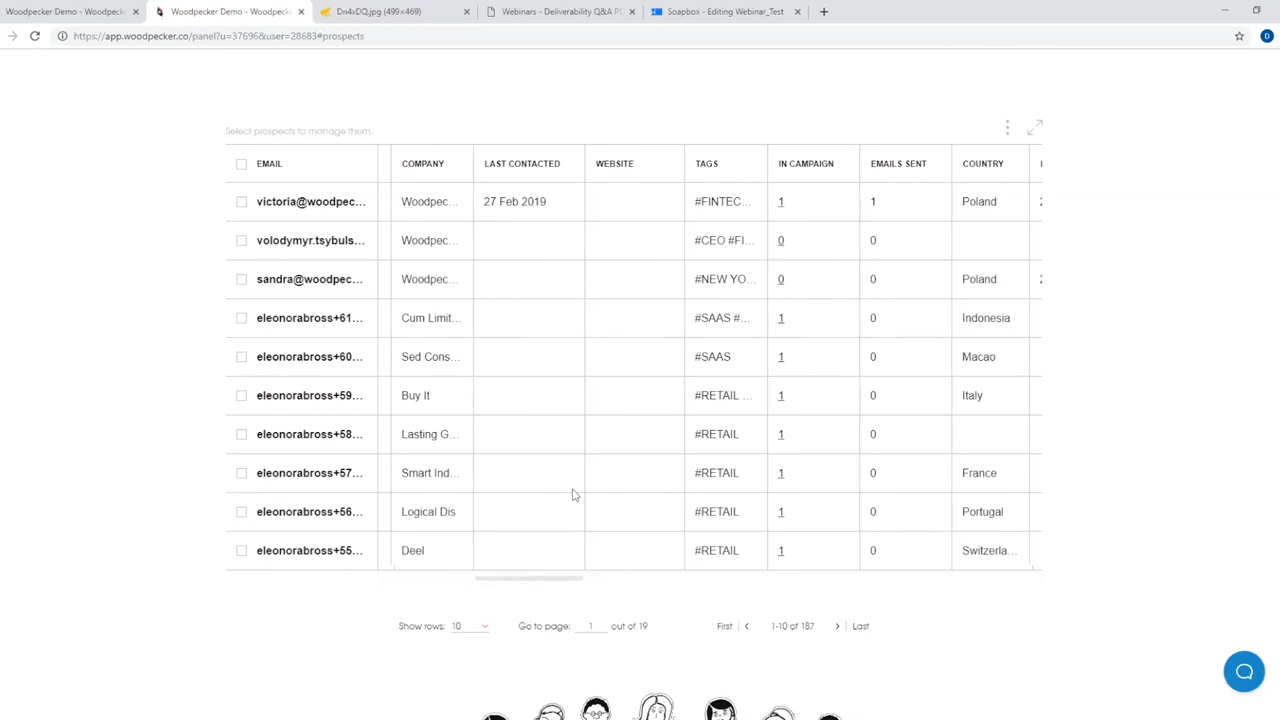 Woodpecker Demo - Woodpeck
Woodpecker Demo - Woodpeck
Dn4xDQ.jpg (499×469)
Webinars - Deliverability Q&A P
Soapbox - Editing Webinar_Test
https://app.woodpecker.co/panel?u=37696&user=28683#prospects
D
Select prospects to manage them.
EMAIL COMPANY LAST CONTACTED WEBSITE TAGS IN CAMPAIGN EMAILS SENT COUNTRY
victoria@woodpec... Woodpec... 27 Feb 2019 #FINTEC... 1 1 Poland
volodymyr.tsybuls... Woodpec... #CEO #FI... 0 0
sandra@woodpec... Woodpec... #NEW YO... 0 0 Poland
eleonorabross+61... Cum Limit... #SAAS #... 1 0 Indonesia
eleonorabross+60... Sed Cons... #SAAS 1 0 Macao
eleonorabross+59... Buy It #RETAIL ... 1 0 Italy
eleonorabross+58... Lasting G... #RETAIL 1 0
eleonorabross+57... Smart Ind... #RETAIL 1 0 France
eleonorabross+56... Logical Dis #RETAIL 1 0 Portugal
eleonorabross+55... Deel #RETAIL 1 0 Switzerla...
Show rows: 10 Go to page: 1 out of 19 First 1-10 of 187 Last